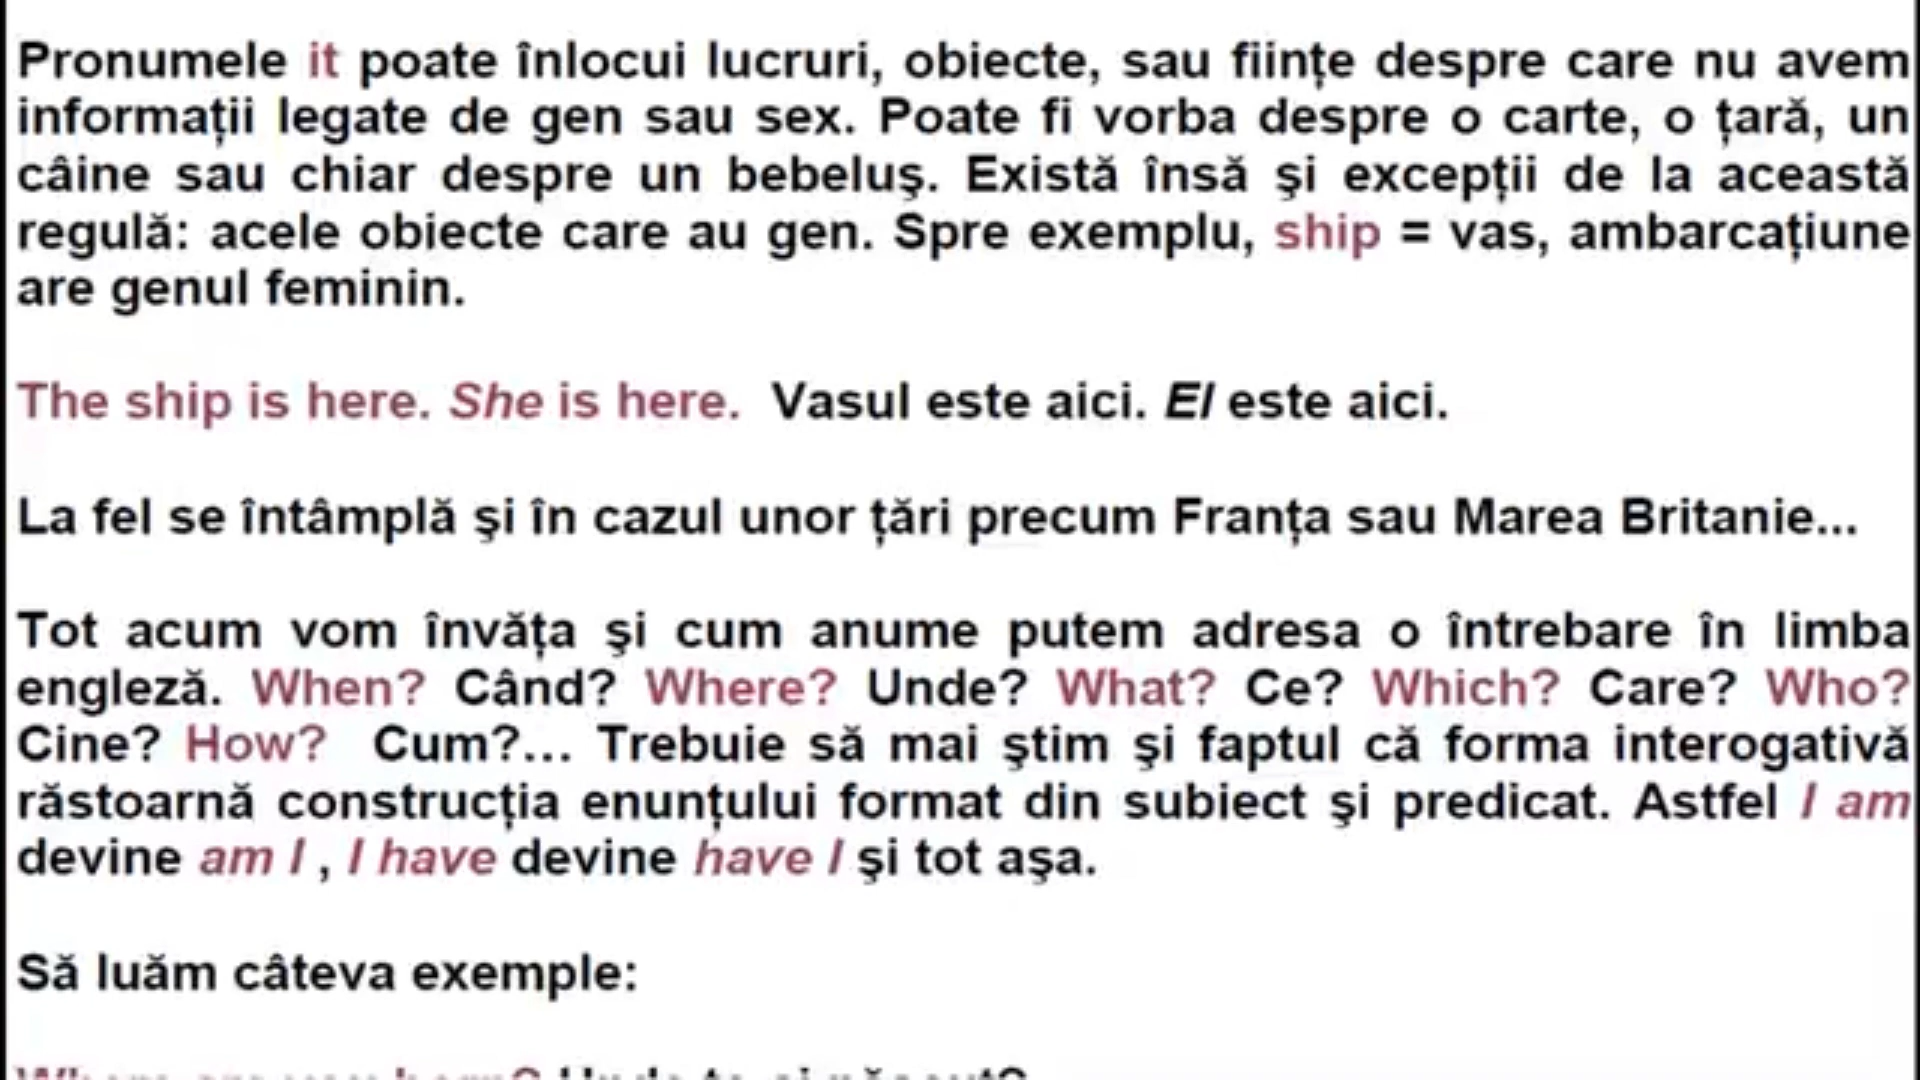 Pronumele it poate înlocui lucruri, obiecte, sau ființe despre care nu avem
informații legate de gen sau sex. Poate fi vorba despre o carte, o țară, un
câine sau chiar despre un bebeluş. Există însă şi excepții de la această
regulă: acele obiecte care au gen. Spre exemplu, ship = vas, ambarcațiune
are genul feminin.
The ship is here. She is here. Vasul este aici. El este aici.
La fel se întâmplă şi în cazul unor țări precum Franța sau Marea Britanie...
Tot acum vom învăța şi cum anume putem adresa o întrebare în limba
engleză. When? Când? Where? Unde? What? Ce? Which? Care? Who?
Cine? How? Cum?... Trebuie să mai ştim şi faptul că forma interogativă
răstoarnă construcția enunțului format din subiect şi predicat. Astfel I am
devine am I , I have devine have I şi tot aşa.
Să luăm câteva exemple: